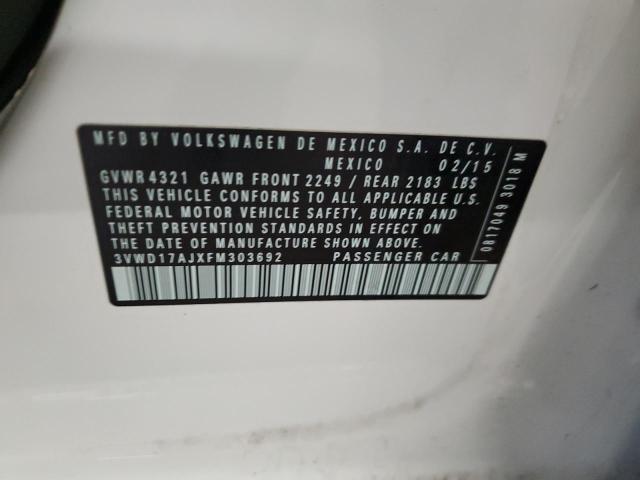 MFD BY VOLKSWAGEN DE MEXICO S.A. DE C.V.
MEXICO 02/15
GVWR 4321 GAWR FRONT 2249 / REAR 2183 LBS
THIS VEHICLE CONFORMS TO ALL APPLICABLE U.S.
FEDERAL MOTOR VEHICLE SAFETY, BUMPER AND
THEFT PREVENTION STANDARDS IN EFFECT ON
THE DATE OF MANUFACTURE SHOWN ABOVE.
3VWD17AJXFM303692 PASSENGER CAR
0817049 3018 M